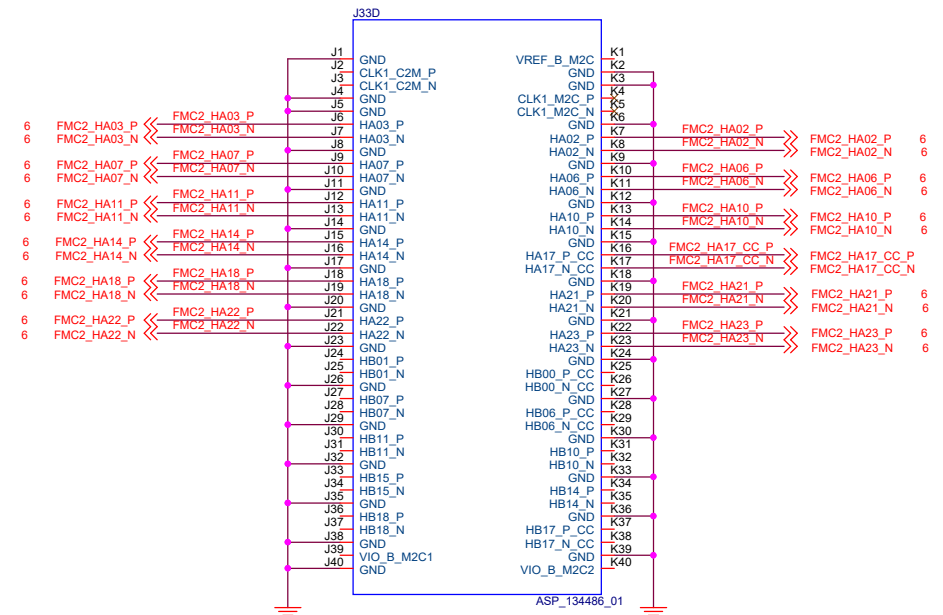 J33D
J1 GND VREF_B_M2C K1
J2 CLK1_C2M_P GND K2
J3 CLK1_C2M_N GND K3
J4 GND CLK1_M2C_P K4
J5 GND CLK1_M2C_N K5
6 FMC2_HA03_P FMC2_HA03_P J6 HA03_P GND K6
6 FMC2_HA03_N FMC2_HA03_N J7 HA03_N HA02_P K7 FMC2_HA02_P FMC2_HA02_P 6
J8 GND HA02_N K8 FMC2_HA02_N FMC2_HA02_N 6
6 FMC2_HA07_P FMC2_HA07_P J9 HA07_P GND K9
6 FMC2_HA07_N FMC2_HA07_N J10 HA07_N HA06_P K10 FMC2_HA06_P FMC2_HA06_P 6
J11 GND HA06_N K11 FMC2_HA06_N FMC2_HA06_N 6
6 FMC2_HA11_P FMC2_HA11_P J12 HA11_P GND K12
6 FMC2_HA11_N FMC2_HA11_N J13 HA11_N HA10_P K13 FMC2_HA10_P FMC2_HA10_P 6
J14 GND HA10_N K14 FMC2_HA10_N FMC2_HA10_N 6
6 FMC2_HA14_P FMC2_HA14_P J15 HA14_P GND K15
6 FMC2_HA14_N FMC2_HA14_N J16 HA14_N HA17_P_CC K16 FMC2_HA17_CC_P FMC2_HA17_CC_P
J17 GND HA17_N_CC K17 FMC2_HA17_CC_N FMC2_HA17_CC_N
6 FMC2_HA18_P FMC2_HA18_P J18 HA18_P GND K18
6 FMC2_HA18_N FMC2_HA18_N J19 HA18_N HA21_P K19 FMC2_HA21_P FMC2_HA21_P 6
J20 GND HA21_N K20 FMC2_HA21_N FMC2_HA21_N 6
6 FMC2_HA22_P FMC2_HA22_P J21 HA22_P GND K21
6 FMC2_HA22_N FMC2_HA22_N J22 HA22_N HA23_P K22 FMC2_HA23_P FMC2_HA23_P 6
J23 GND HA23_N K23 FMC2_HA23_N FMC2_HA23_N 6
J24 HB01_P GND K24
J25 HB01_N HB00_P_CC K25
J26 GND HB00_N_CC K26
J27 HB07_P GND K27
J28 HB07_N HB06_P_CC K28
J29 GND HB06_N_CC K29
J30 HB11_P GND K30
J31 HB11_N HB10_P K31
J32 GND HB10_N K32
J33 HB15_P GND K33
J34 HB15_N HB14_P K34
J35 GND HB14_N K35
J36 HB18_P GND K36
J37 HB18_N HB17_P_CC K37
J38 GND HB17_N_CC K38
J39 VIO_B_M2C1 GND K39
J40 GND VIO_B_M2C2 K40
ASP_134486_01